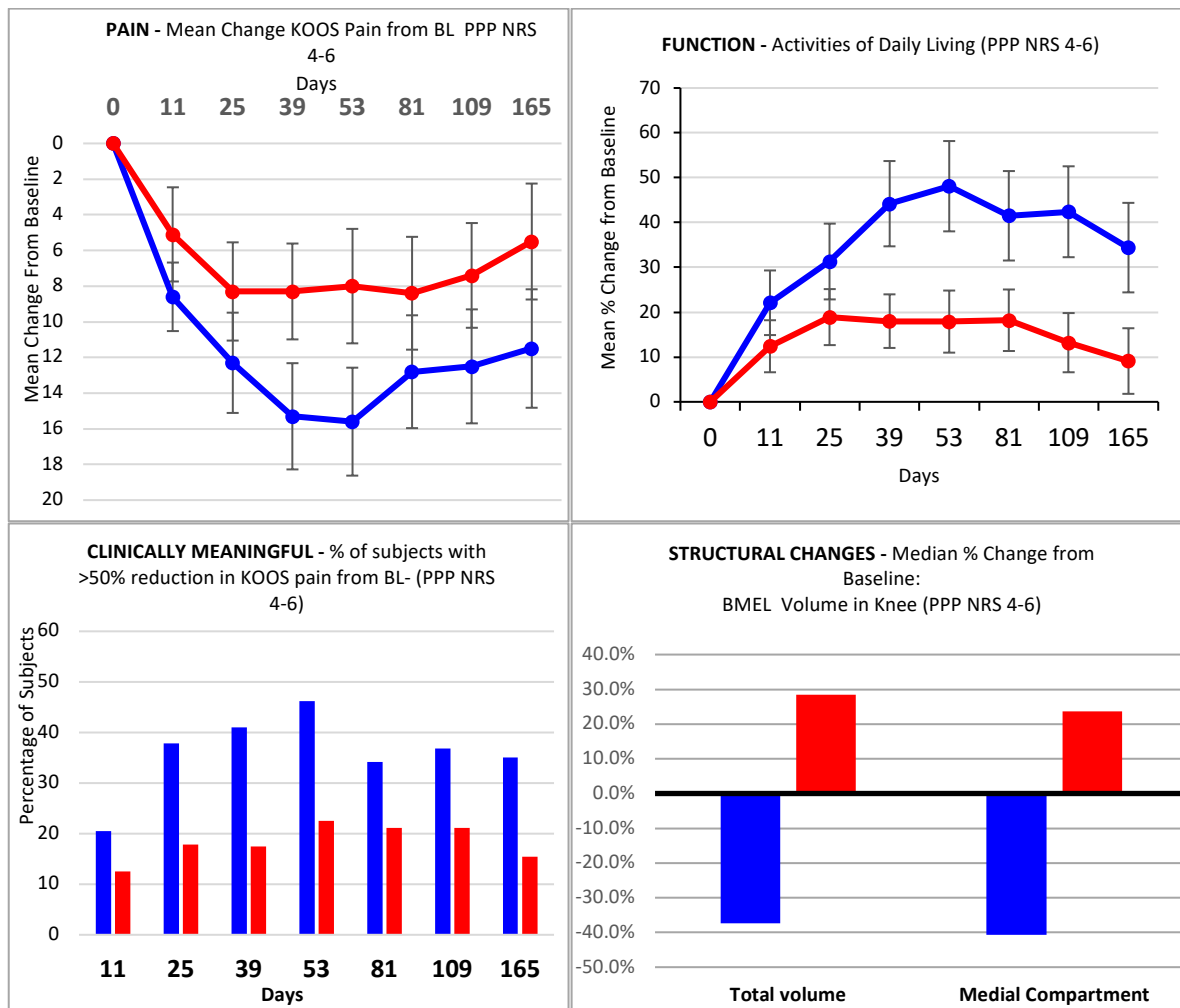 PAIN - Mean Change KOOS Pain from BL PPP NRS
4-6
Days
0 11 25 39 53 81 109 165
Mean Change From Baseline
0
2
4
6
8
10
12
14
16
18
20
FUNCTION - Activities of Daily Living (PPP NRS 4-6)
Mean % Change from Baseline
70
60
50
40
30
20
10
0
0 11 25 39 53 81 109 165
Days
CLINICALLY MEANINGFUL - % of subjects with
>50% reduction in KOOS pain from BL- (PPP NRS
4-6)
Percentage of Subjects
60
50
40
30
20
10
0
11 25 39 53 81 109 165
Days
STRUCTURAL CHANGES - Median % Change from
Baseline:
BMEL Volume in Knee (PPP NRS 4-6)
40.0%
30.0%
20.0%
10.0%
0.0%
-10.0%
-20.0%
-30.0%
-40.0%
-50.0%
Total volume Medial Compartment